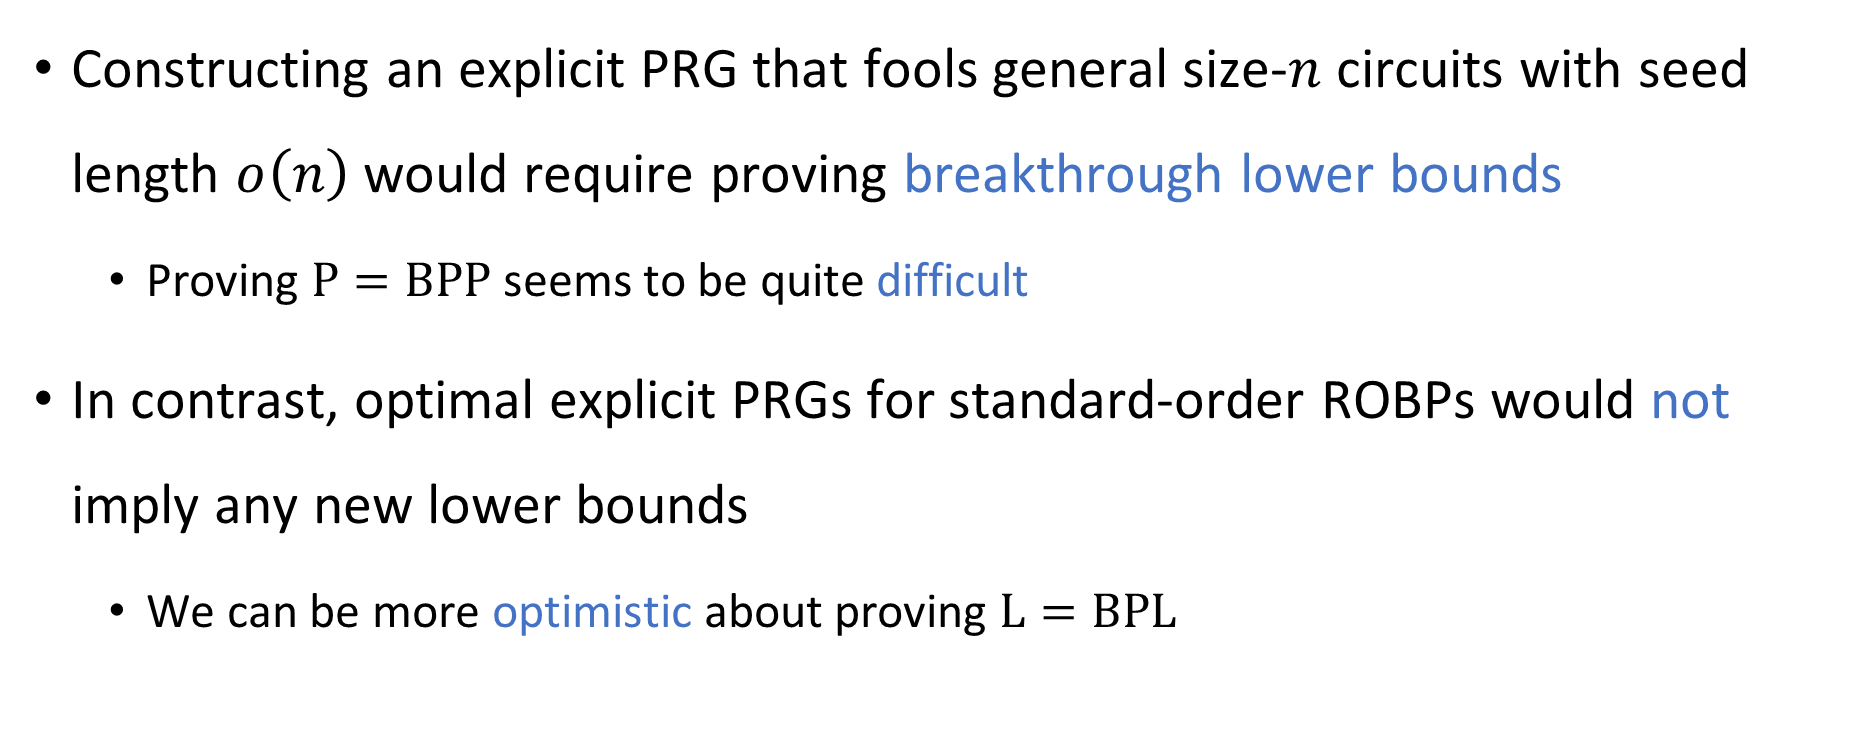 • Constructing an explicit PRG that fools general size-n circuits with seed
length o(n) would require proving breakthrough lower bounds
• Proving P = BPP seems to be quite difficult
• In contrast, optimal explicit PRGs for standard-order ROBPs would not
imply any new lower bounds
• We can be more optimistic about proving L = BPL